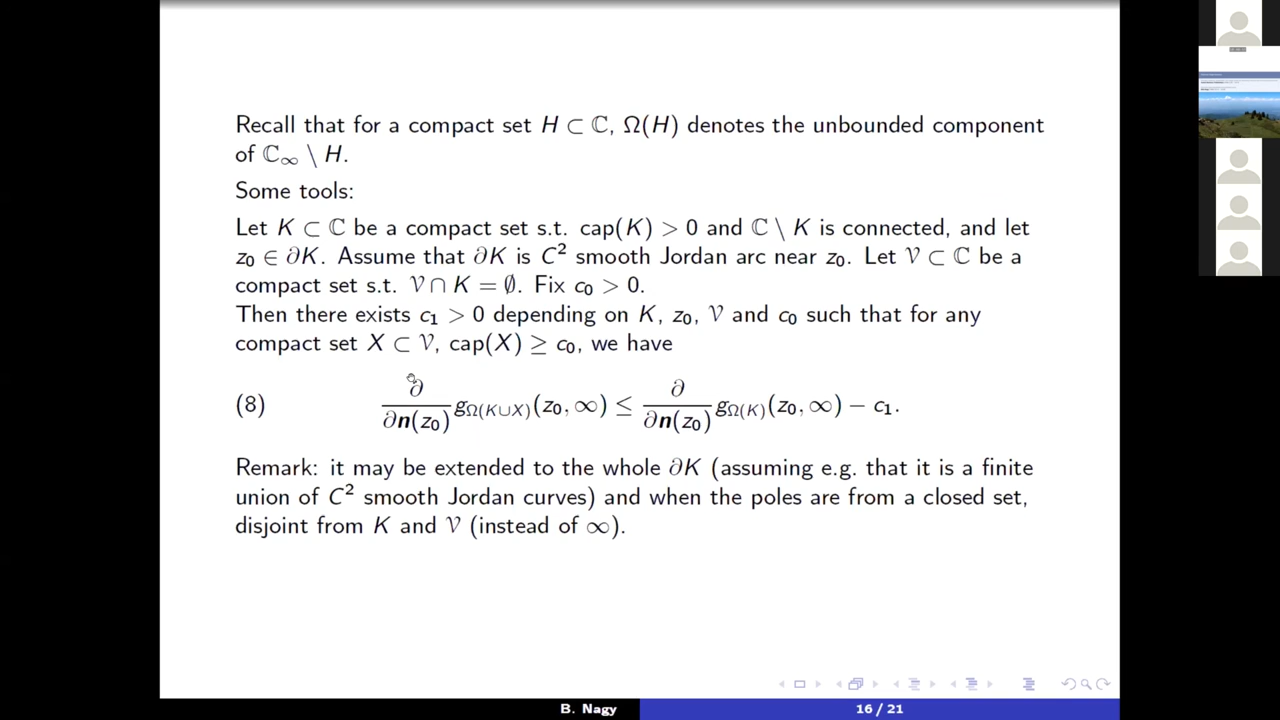 Recall that for a compact set H ⊂ ℂ, Ω(H) denotes the unbounded component
of ℂ∞ \ H.
Some tools:
Let K ⊂ ℂ be a compact set s.t. cap(K) > 0 and ℂ \ K is connected, and let
z₀ ∈ ∂K. Assume that ∂K is C² smooth Jordan arc near z₀. Let 𝒱 ⊂ ℂ be a
compact set s.t. 𝒱 ∩ K = ∅. Fix c₀ > 0.
Then there exists c₁ > 0 depending on K, z₀, 𝒱 and c₀ such that for any
compact set X ⊂ 𝒱, cap(X) ≥ c₀, we have
(8) ∂/∂n(z₀) g_{Ω(K∪X)}(z₀, ∞) ≤ ∂/∂n(z₀) g_{Ω(K)}(z₀, ∞) − c₁.
Remark: it may be extended to the whole ∂K (assuming e.g. that it is a finite
union of C² smooth Jordan curves) and when the poles are from a closed set,
disjoint from K and 𝒱 (instead of ∞).
B. Nagy
16 / 21